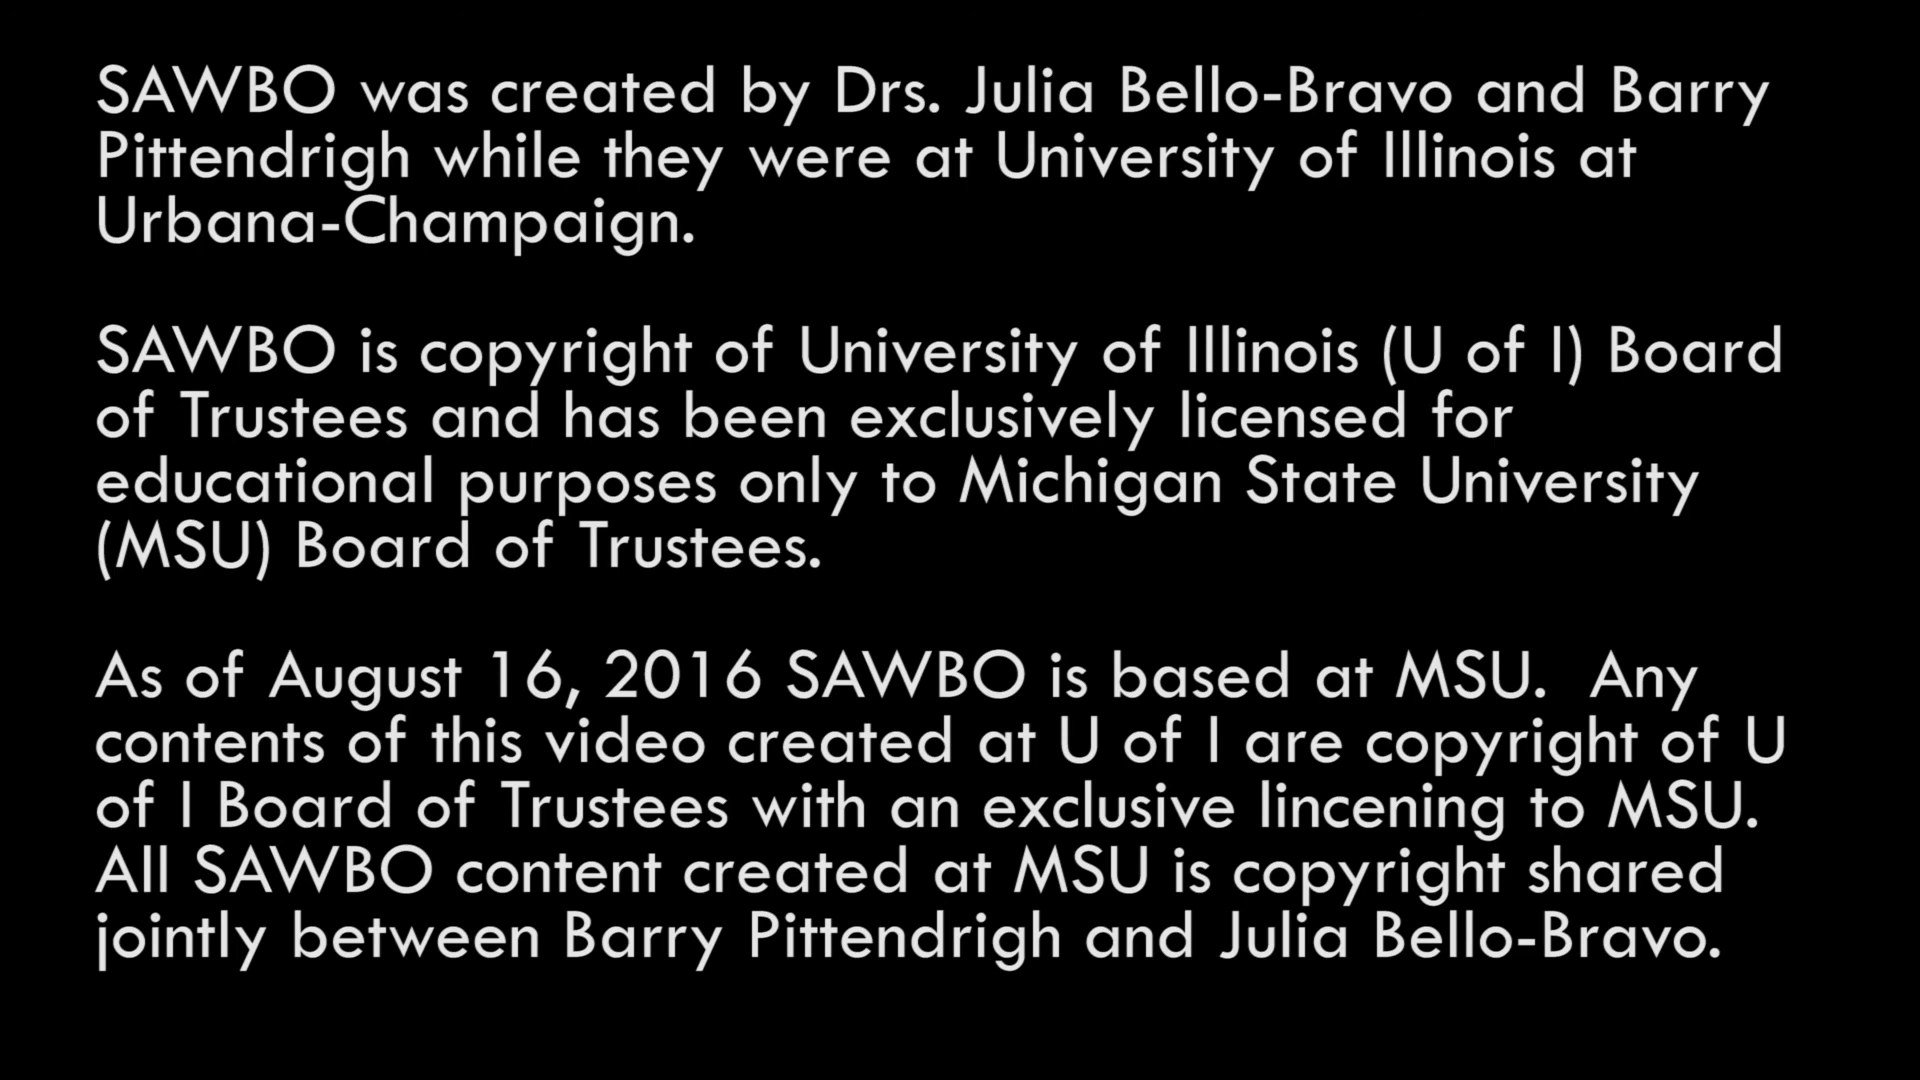 SAWBO was created by Drs. Julia Bello-Bravo and Barry
Pittendrigh while they were at University of Illinois at
Urbana-Champaign.
SAWBO is copyright of University of Illinois (U of I) Board
of Trustees and has been exclusively licensed for
educational purposes only to Michigan State University
(MSU) Board of Trustees.
As of August 16, 2016 SAWBO is based at MSU.  Any
contents of this video created at U of I are copyright of U
of I Board of Trustees with an exclusive lincening to MSU.
All SAWBO content created at MSU is copyright shared
jointly between Barry Pittendrigh and Julia Bello-Bravo.